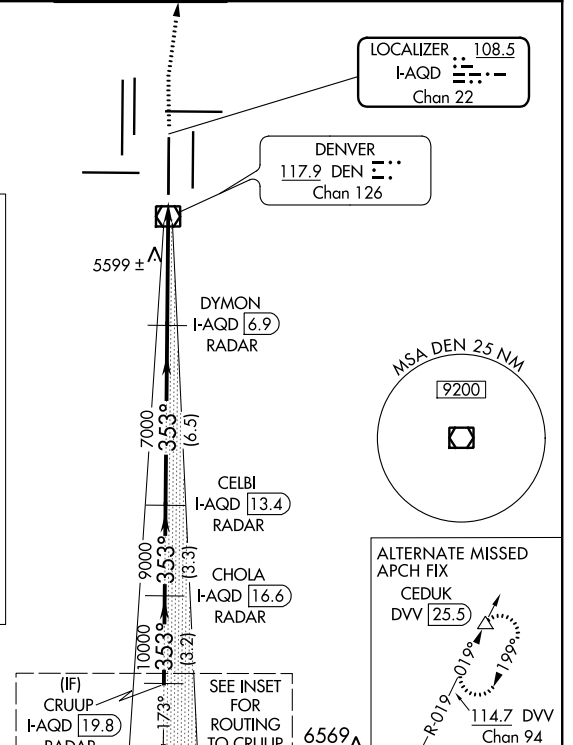 LOCALIZER 108.5
I-AQD
Chan 22
DENVER
117.9 DEN
Chan 126
5599 ±
DYMON
I-AQD 6.9
RADAR
MSA DEN 25 NM
9200
7000
353°
(6.5)
CELBI
I-AQD 13.4
RADAR
9000
353°
(3.3)
CHOLA
I-AQD 16.6
RADAR
10000
353°
(3.2)
ALTERNATE MISSED
APCH FIX
CEDUK
DVV 25.5
019°
199°
R-019
114.7 DVV
Chan 94
(IF)
CRUUP
I-AQD 19.8
RADAR
173°
SEE INSET
FOR
ROUTING
TO CRUUP
6569